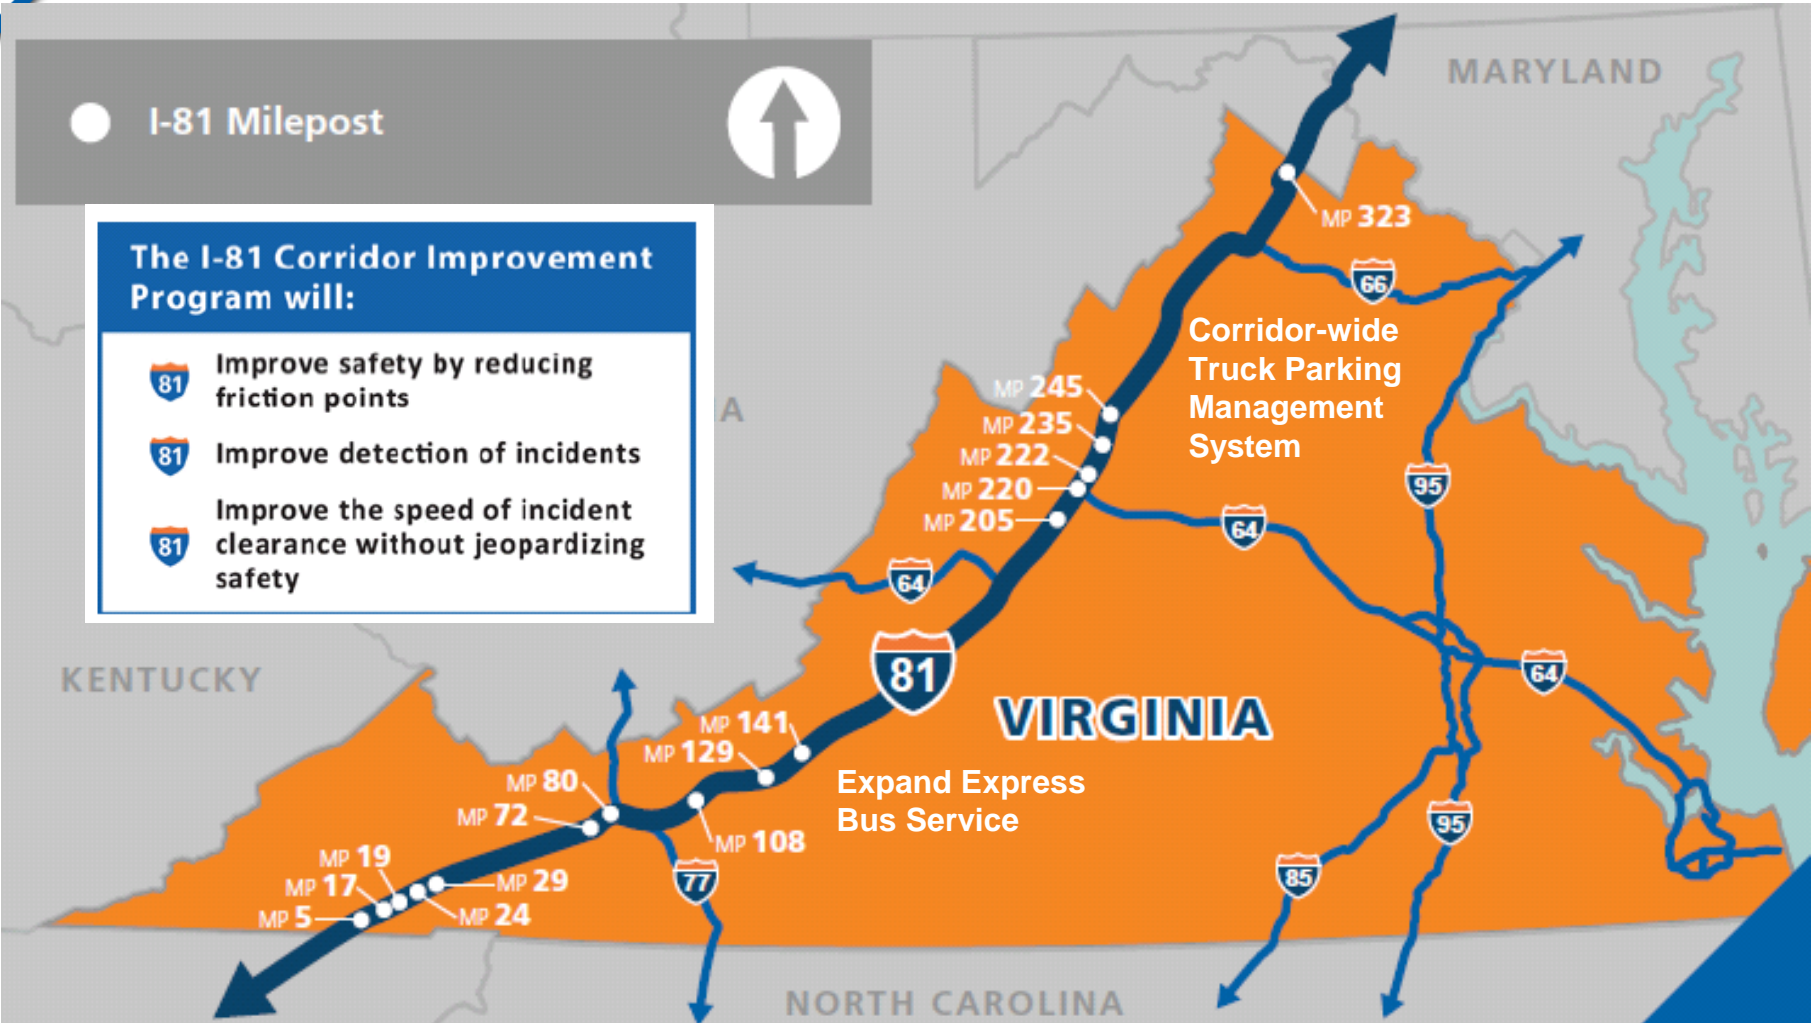 MARYLAND
I-81 Milepost
MP 323
The I-81 Corridor Improvement
Program will:
81 Improve safety by reducing
friction points
81 Improve detection of incidents
81 Improve the speed of incident
clearance without jeopardizing
safety
66
Corridor-wide
Truck Parking
Management
System
IA
MP 245
MP 235
MP 222
MP 220
MP 205
95
64
64
81
64
KENTUCKY
VIRGINIA
MP 141
MP 129
MP 80
MP 72
Expand Express
Bus Service
MP 108
95
85
77
MP 19
MP 17
MP 5
MP 29
MP 24
NORTH CAROLINA